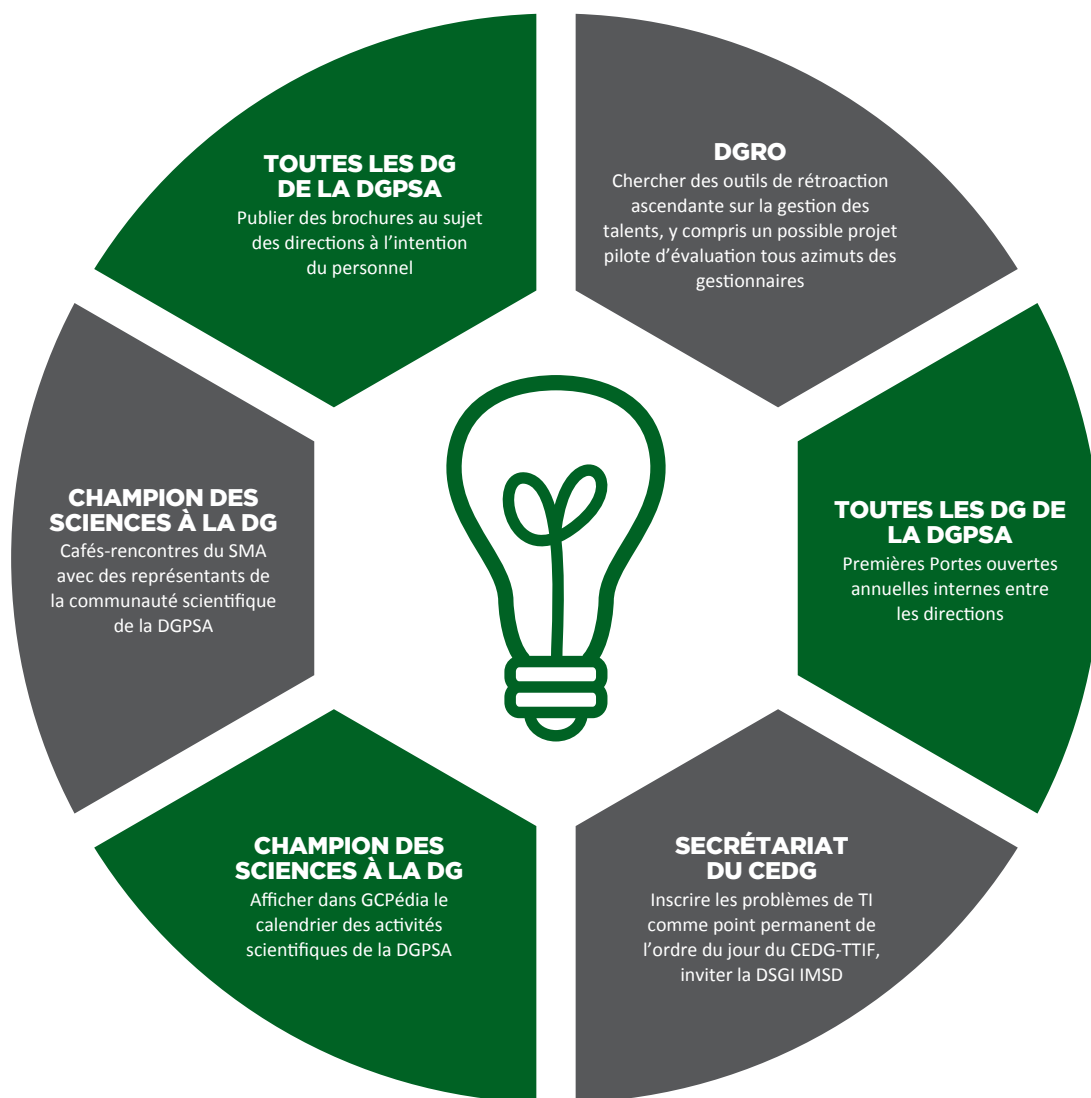 TOUTES LES DG
DE LA DGPSA
Publier des brochures au sujet
des directions à l’intention
du personnel
DGRO
Chercher des outils de rétroaction
ascendante sur la gestion des
talents, y compris un possible projet
pilote d’évaluation tous azimuts des
gestionnaires
CHAMPION DES
SCIENCES À LA DG
Cafés-rencontres du SMA
avec des représentants de
la communauté scientifique
de la DGPSA
TOUTES LES DG DE
LA DGPSA
Premières Portes ouvertes
annuelles internes entre
les directions
CHAMPION DES
SCIENCES À LA DG
Afficher dans GCPédia le
calendrier des activités
scientifiques de la DGPSA
SECRÉTARIAT
DU CEDG
Inscrire les problèmes de TI
comme point permanent de
l’ordre du jour du CEDG-TTIF,
inviter la DSGI IMSD